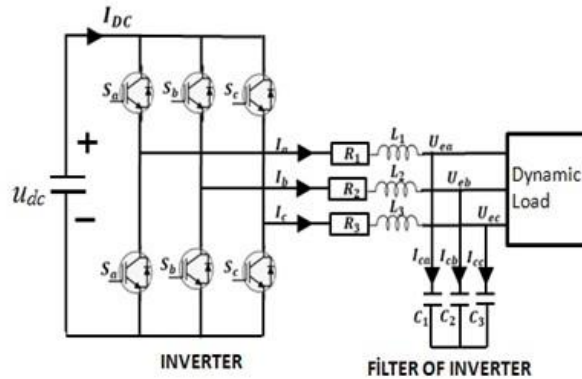 I_DC
S_a S_b S_c
I_a R_1 L_1 U_ea
I_b R_2 L_2 U_eb
I_c R_3 L_3 U_ec
Dynamic
Load
+
u_dc
−
S_a S_b S_c
I_ca I_cb I_cc
C_1 C_2 C_3
INVERTER
FİLTER OF INVERTER